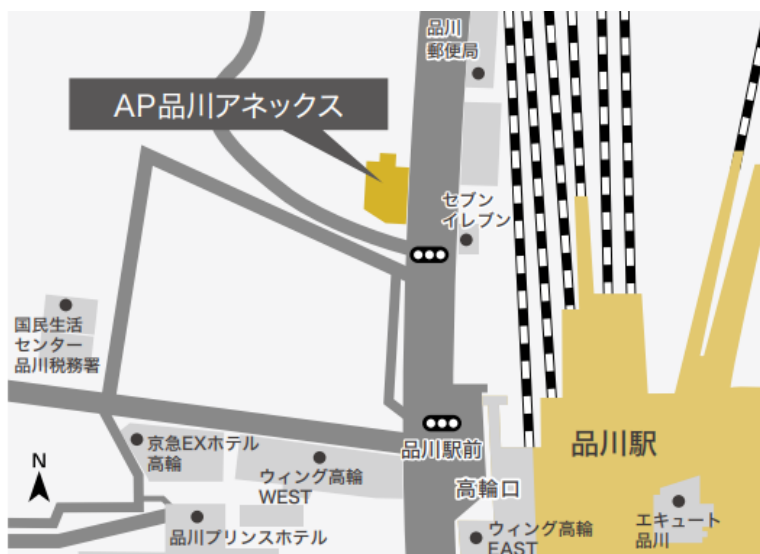 品川
郵便局
AP品川アネックス
セブン
イレブン
国民生活
センター
品川税務署
京急EXホテル
高輪
品川駅前
品川駅
ウィング高輪
WEST
高輪口
N
品川プリンスホテル
ウィング高輪
EAST
エキュート
品川